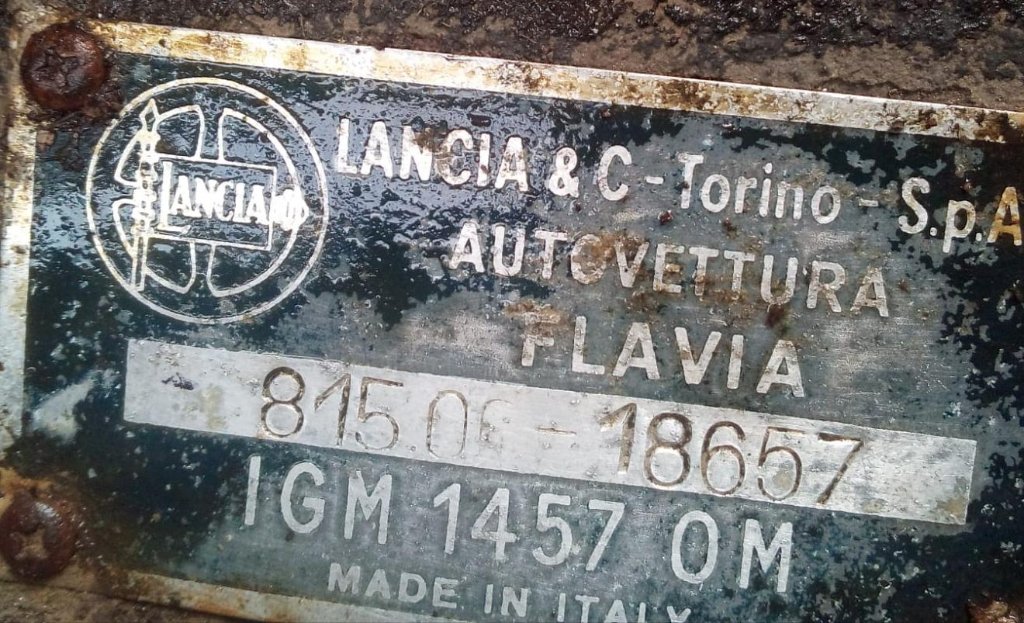 LANCIA
LANCIA & C - Torino - S.p.A
AUTOVETTURA
FLAVIA
- 18657
IGM 1457 OM
MADE IN ITALY